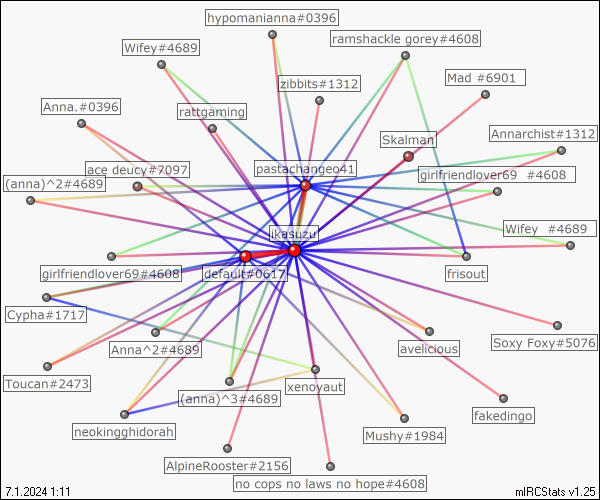 hypomanianna#0396
ramshackle gorey#4608
Wifey#4689
zibbits#1312
Mad #6901
Anna.#0396
rattgaming
Skalman
Annarchist#1312
ace deucy#7097
pastachangeo41
girlfriendlover69 #4608
(anna)^2#4689
ikasuzu
Wifey #4689
girlfriendlover69#4608
default#0617
frisout
Cypha#1717
Anna^2#4689
avelicious
Soxy Foxy#5076
Toucan#2473
(anna)^3#4689
xenoyaut
neokingghidorah
Mushy#1984
fakedingo
AlpineRooster#2156
no cops no laws no hope#4608
7.1.2024 1:11
mIRCStats v1.25